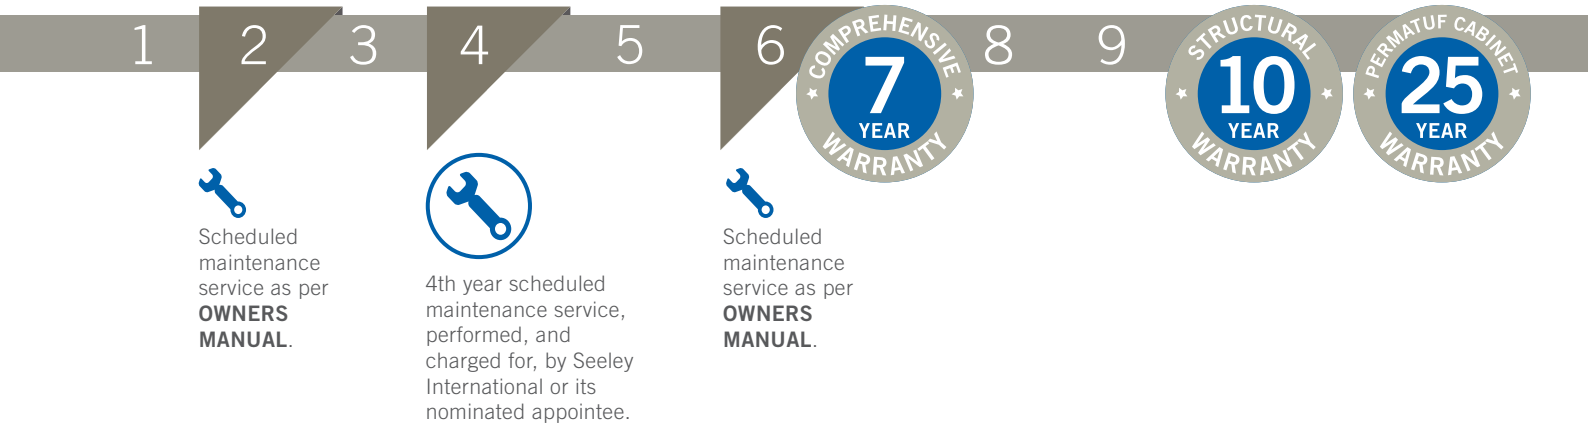 1 2 3 4 5 6 8 9
COMPREHENSIVE
7
YEAR
WARRANTY
STRUCTURAL
10
YEAR
WARRANTY
PERMATUF CABINET
25
YEAR
WARRANTY
Scheduled
maintenance
service as per
OWNERS
MANUAL.
4th year scheduled
maintenance service,
performed, and
charged for, by Seeley
International or its
nominated appointee.
Scheduled
maintenance
service as per
OWNERS
MANUAL.